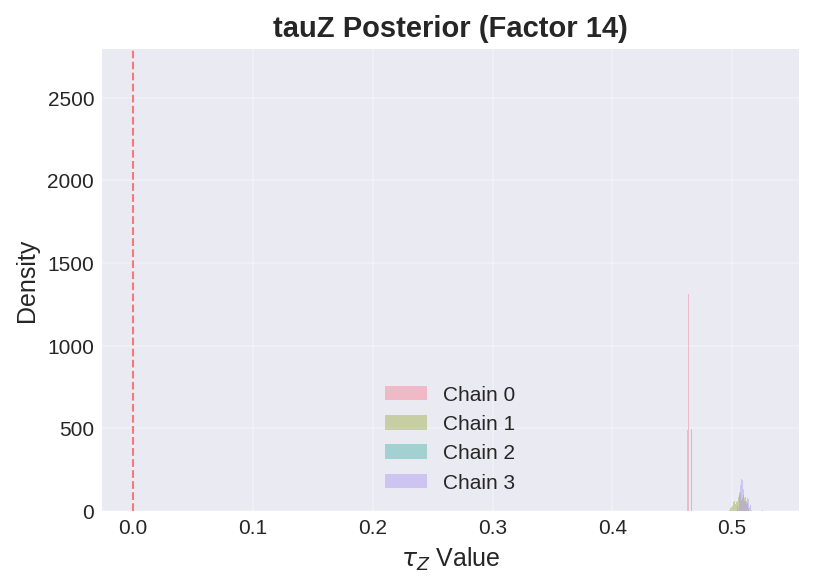 tauZ Posterior (Factor 14)
Density
2500
2000
1500
1000
500
0
Chain 0
Chain 1
Chain 2
Chain 3
0.0 0.1 0.2 0.3 0.4 0.5
τ_Z Value